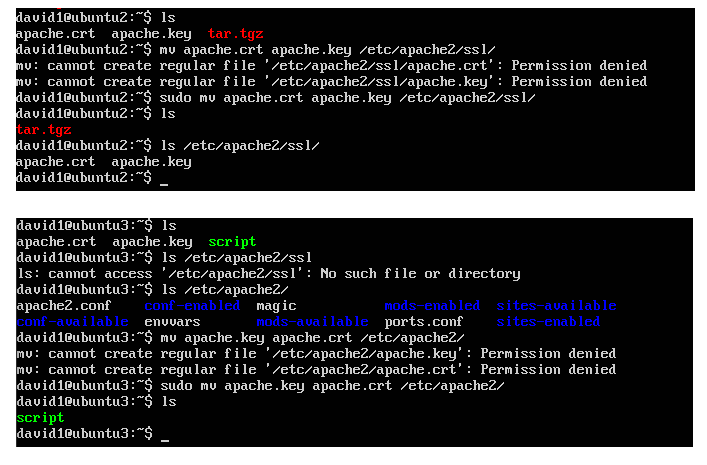 david1@ubuntu2:~$ ls
apache.crt  apache.key  tar.tgz
david1@ubuntu2:~$ mv apache.crt apache.key /etc/apache2/ssl/
mv: cannot create regular file '/etc/apache2/ssl/apache.crt': Permission denied
mv: cannot create regular file '/etc/apache2/ssl/apache.key': Permission denied
david1@ubuntu2:~$ sudo mv apache.crt apache.key /etc/apache2/ssl/
david1@ubuntu2:~$ ls
tar.tgz
david1@ubuntu2:~$ ls /etc/apache2/ssl/
apache.crt  apache.key
david1@ubuntu2:~$ _
david1@ubuntu3:~$ ls
apache.crt  apache.key  script
david1@ubuntu3:~$ ls /etc/apache2/ssl
ls: cannot access '/etc/apache2/ssl': No such file or directory
david1@ubuntu3:~$ ls /etc/apache2/
apache2.conf    conf-enabled  magic           mods-enabled  sites-available
conf-available  envvars       mods-available  ports.conf    sites-enabled
david1@ubuntu3:~$ mv apache.key apache.crt /etc/apache2/
mv: cannot create regular file '/etc/apache2/apache.key': Permission denied
mv: cannot create regular file '/etc/apache2/apache.crt': Permission denied
david1@ubuntu3:~$ sudo mv apache.key apache.crt /etc/apache2/
david1@ubuntu3:~$ ls
script
david1@ubuntu3:~$ _